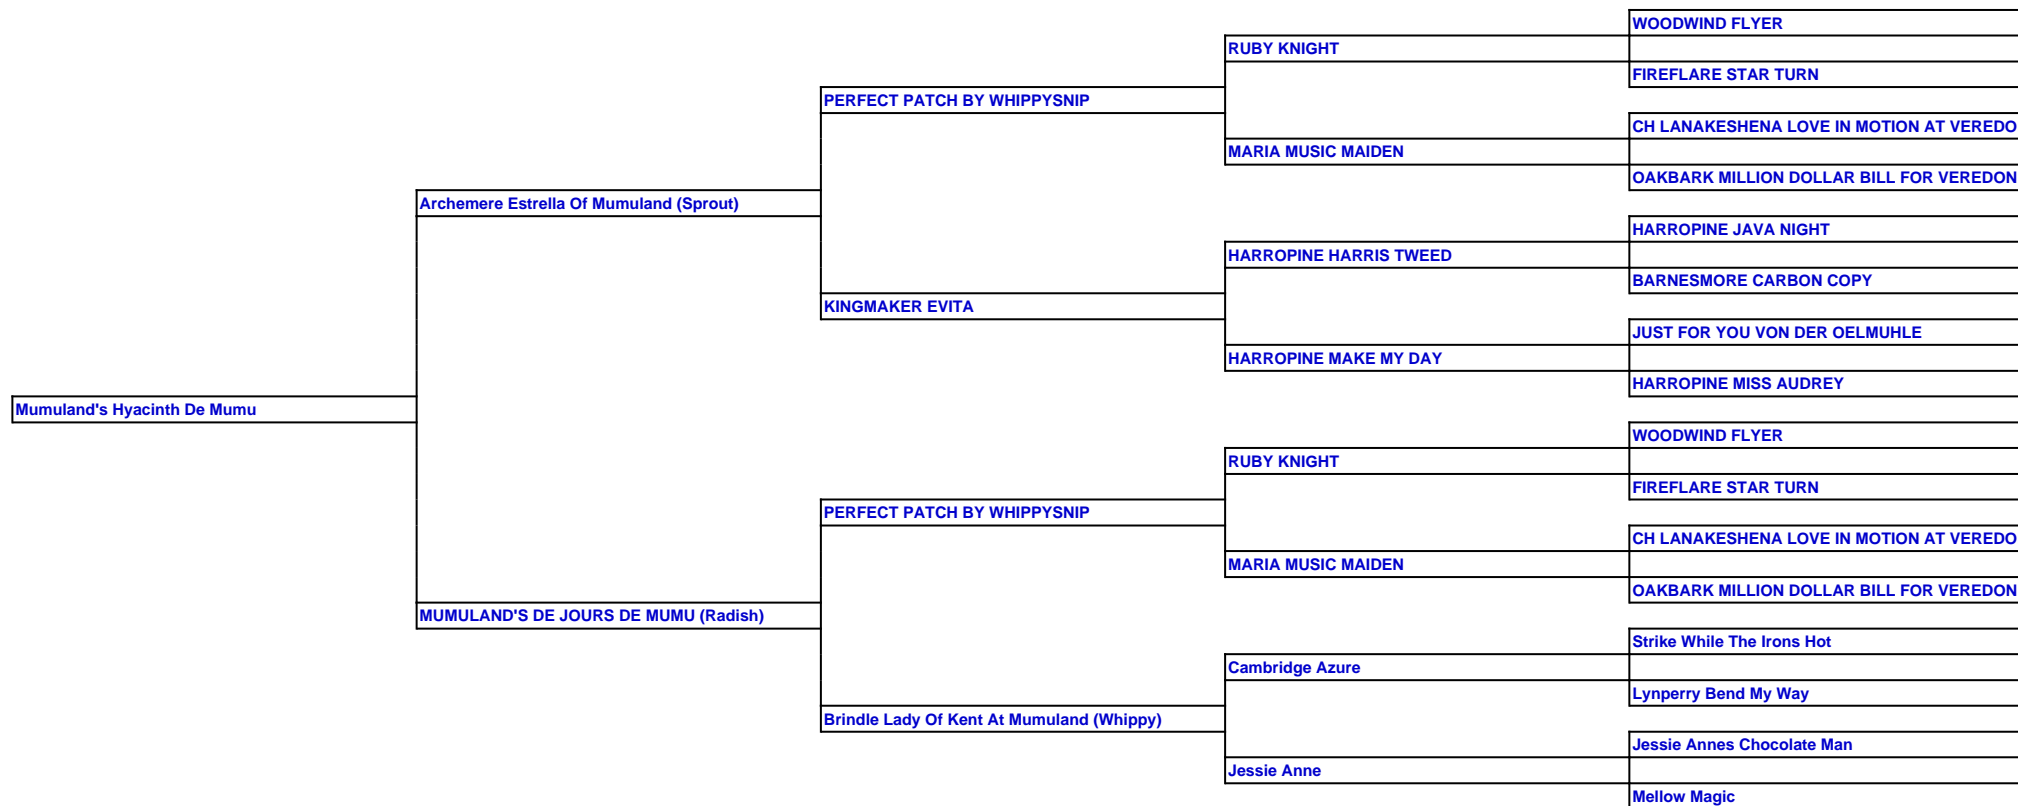 WOODWIND FLYER
RUBY KNIGHT
FIREFLARE STAR TURN
PERFECT PATCH BY WHIPPYSNIP
CH LANAKESHENA LOVE IN MOTION AT VEREDO
MARIA MUSIC MAIDEN
OAKBARK MILLION DOLLAR BILL FOR VEREDON
Archemere Estrella Of Mumuland (Sprout)
HARROPINE JAVA NIGHT
HARROPINE HARRIS TWEED
BARNESMORE CARBON COPY
KINGMAKER EVITA
JUST FOR YOU VON DER OELMUHLE
HARROPINE MAKE MY DAY
HARROPINE MISS AUDREY
Mumuland's Hyacinth De Mumu
WOODWIND FLYER
RUBY KNIGHT
FIREFLARE STAR TURN
PERFECT PATCH BY WHIPPYSNIP
CH LANAKESHENA LOVE IN MOTION AT VEREDO
MARIA MUSIC MAIDEN
OAKBARK MILLION DOLLAR BILL FOR VEREDON
MUMULAND'S DE JOURS DE MUMU (Radish)
Strike While The Irons Hot
Cambridge Azure
Lynperry Bend My Way
Brindle Lady Of Kent At Mumuland (Whippy)
Jessie Annes Chocolate Man
Jessie Anne
Mellow Magic